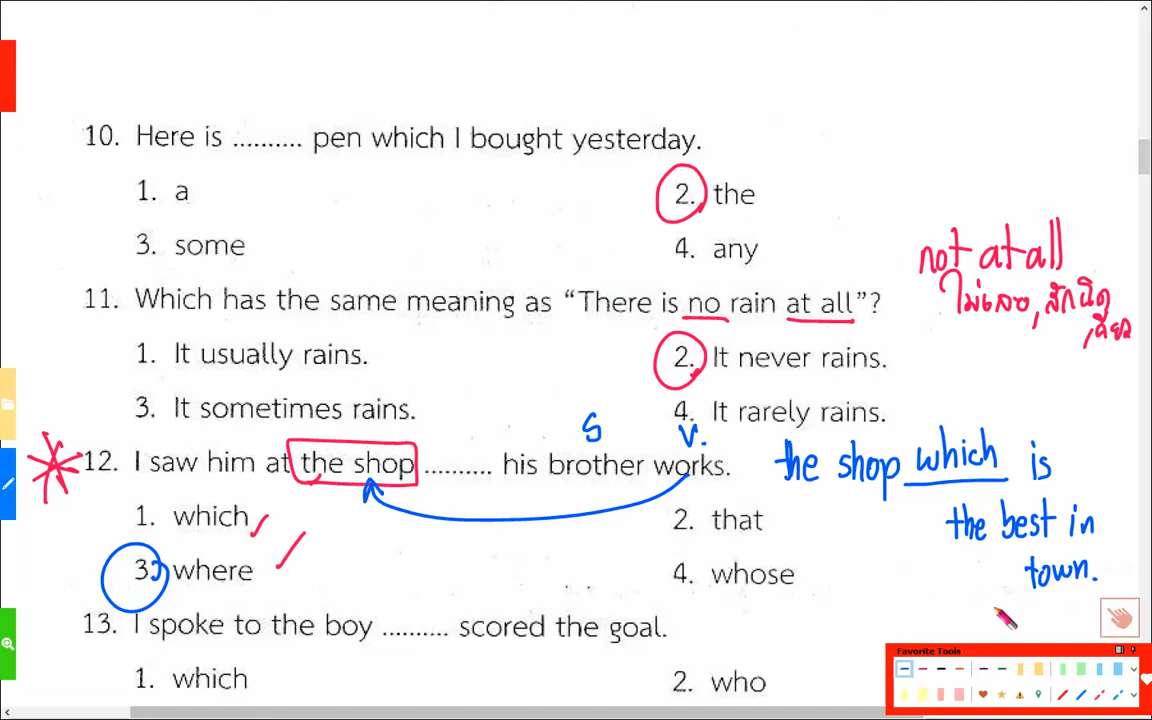 10. Here is .......... pen which I bought yesterday.
1. a
2. the
3. some
4. any
not at all
ไม่เลย, สักนิด
, เดียว
11. Which has the same meaning as “There is no rain at all”?
1. It usually rains.
2. It never rains.
3. It sometimes rains.
4. It rarely rains.
S
V.
12. I saw him at the shop .......... his brother works.
the shop which is
the best in
town.
1. which
2. that
3. where
4. whose
13. I spoke to the boy .......... scored the goal.
1. which
2. who
Favorite Tools